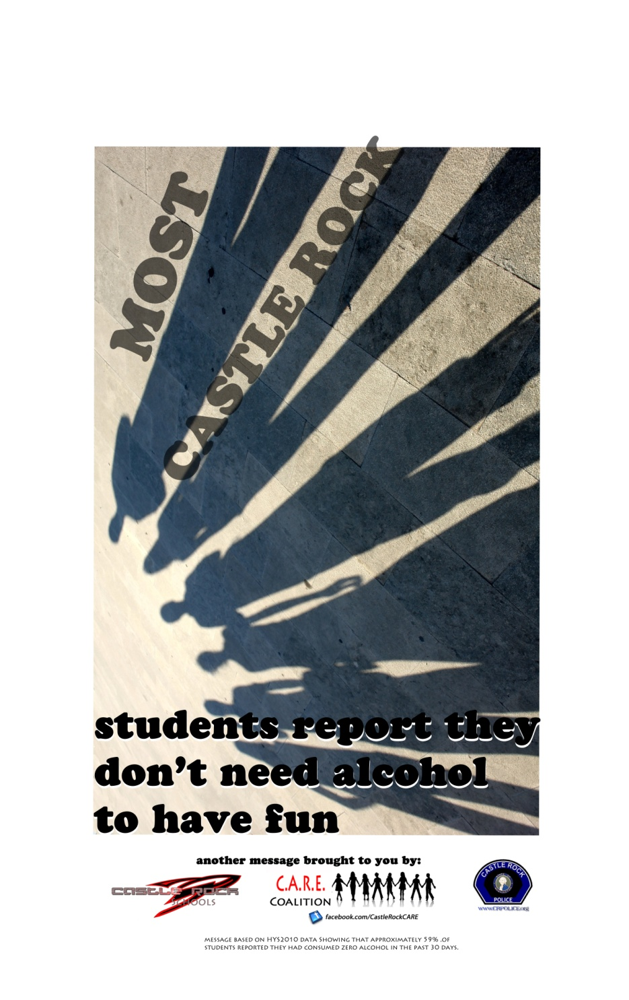 MOST
CASTLE ROCK
students report they
don't need alcohol
to have fun
another message brought to you by:
CASTLE ROCK
SCHOOLS
C.A.R.E.
COALITION
facebook.com/CastleRockCARE
CASTLE ROCK
POLICE
www.CRPOLICE.org
MESSAGE BASED ON HYS2010 DATA SHOWING THAT APPROXIMATELY 59% .OF
STUDENTS REPORTED THEY HAD CONSUMED ZERO ALCOHOL IN THE PAST 30 DAYS.